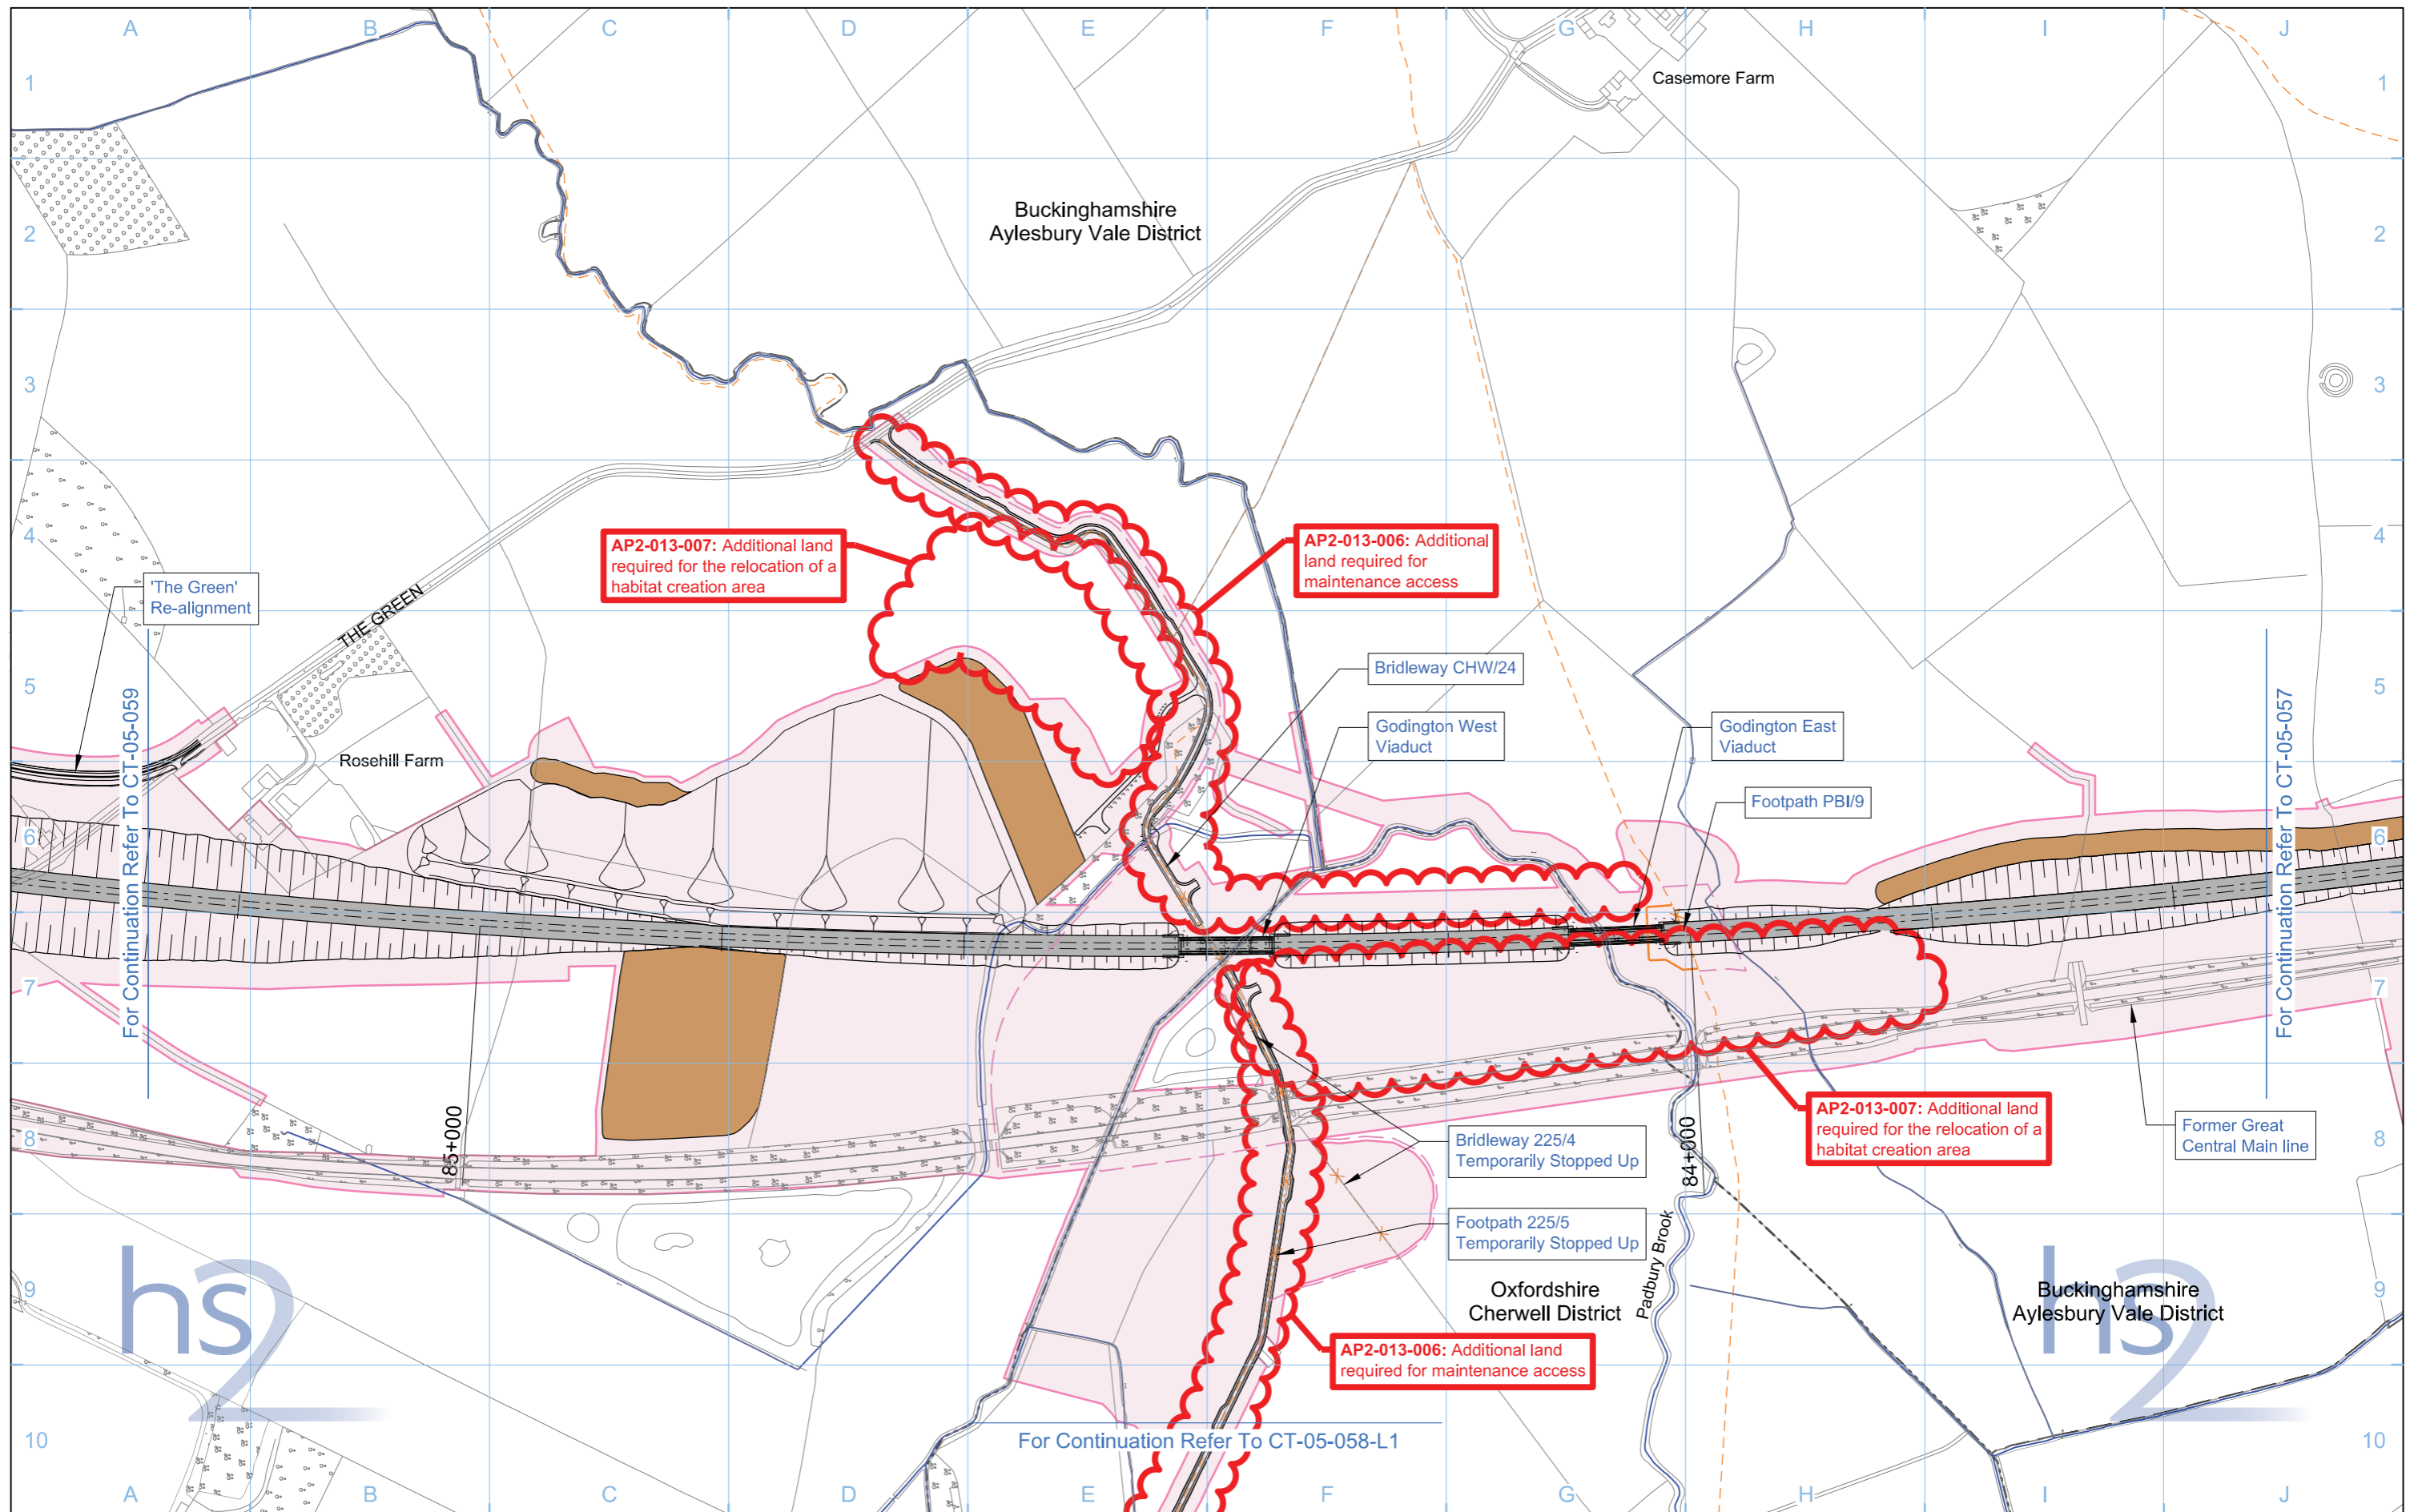 A B C D E F G H I J
1 1
Casemore Farm
Buckinghamshire
Aylesbury Vale District
2 2
3 3
4 4
AP2-013-007: Additional land
required for the relocation of a
habitat creation area
AP2-013-006: Additional
land required for
maintenance access
'The Green'
Re-alignment
THE GREEN
5 5
Bridleway CHW/24
Godington West
Viaduct
Godington East
Viaduct
Rosehill Farm
Footpath PBI/9
For Continuation Refer To CT-05-059
For Continuation Refer To CT-05-057
6 6
7 7
8 8
85+000
84+000
AP2-013-007: Additional land
required for the relocation of a
habitat creation area
Former Great
Central Main line
Bridleway 225/4
Temporarily Stopped Up
Footpath 225/5
Temporarily Stopped Up
Padbury Brook
9 9
Oxfordshire
Cherwell District
Buckinghamshire
Aylesbury Vale District
hs2
hs2
AP2-013-006: Additional land
required for maintenance access
For Continuation Refer To CT-05-058-L1
10 10
A B C D E F G H I J